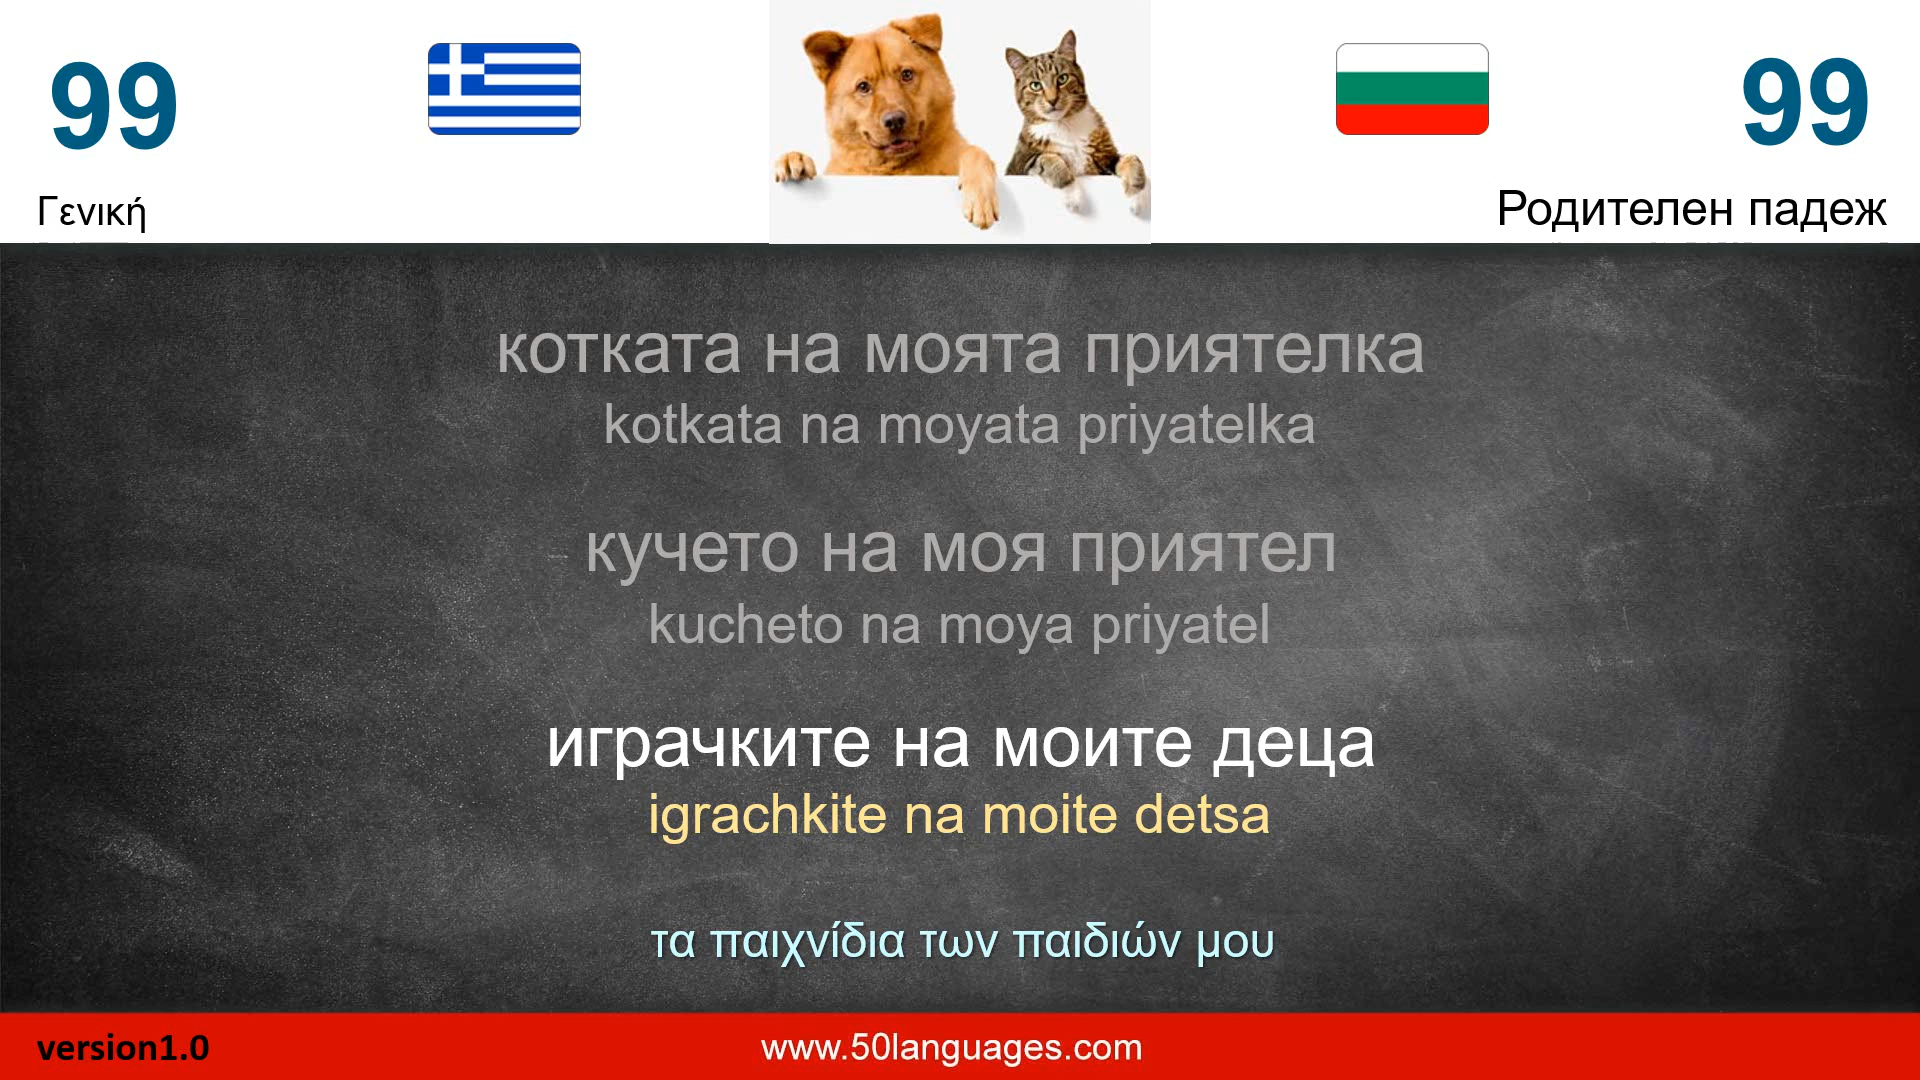 99
99
Γενική
Родителен падеж
котката на моята приятелка
kotkata na moyata priyatelka
кучето на моя приятел
kucheto na moya priyatel
играчките на моите деца
igrachkite na moite detsa
τα παιχνίδια των παιδιών μου
version1.0
www.50languages.com